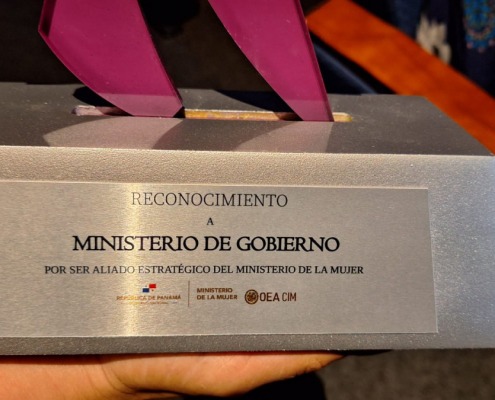 RECONOCIMIENTO
A
MINISTERIO DE GOBIERNO
POR SER ALIADO ESTRATÉGICO DEL MINISTERIO DE LA MUJER
REPÚBLICA DE PANAMÁ
MINISTERIO
DE LA MUJER
OEA CIM